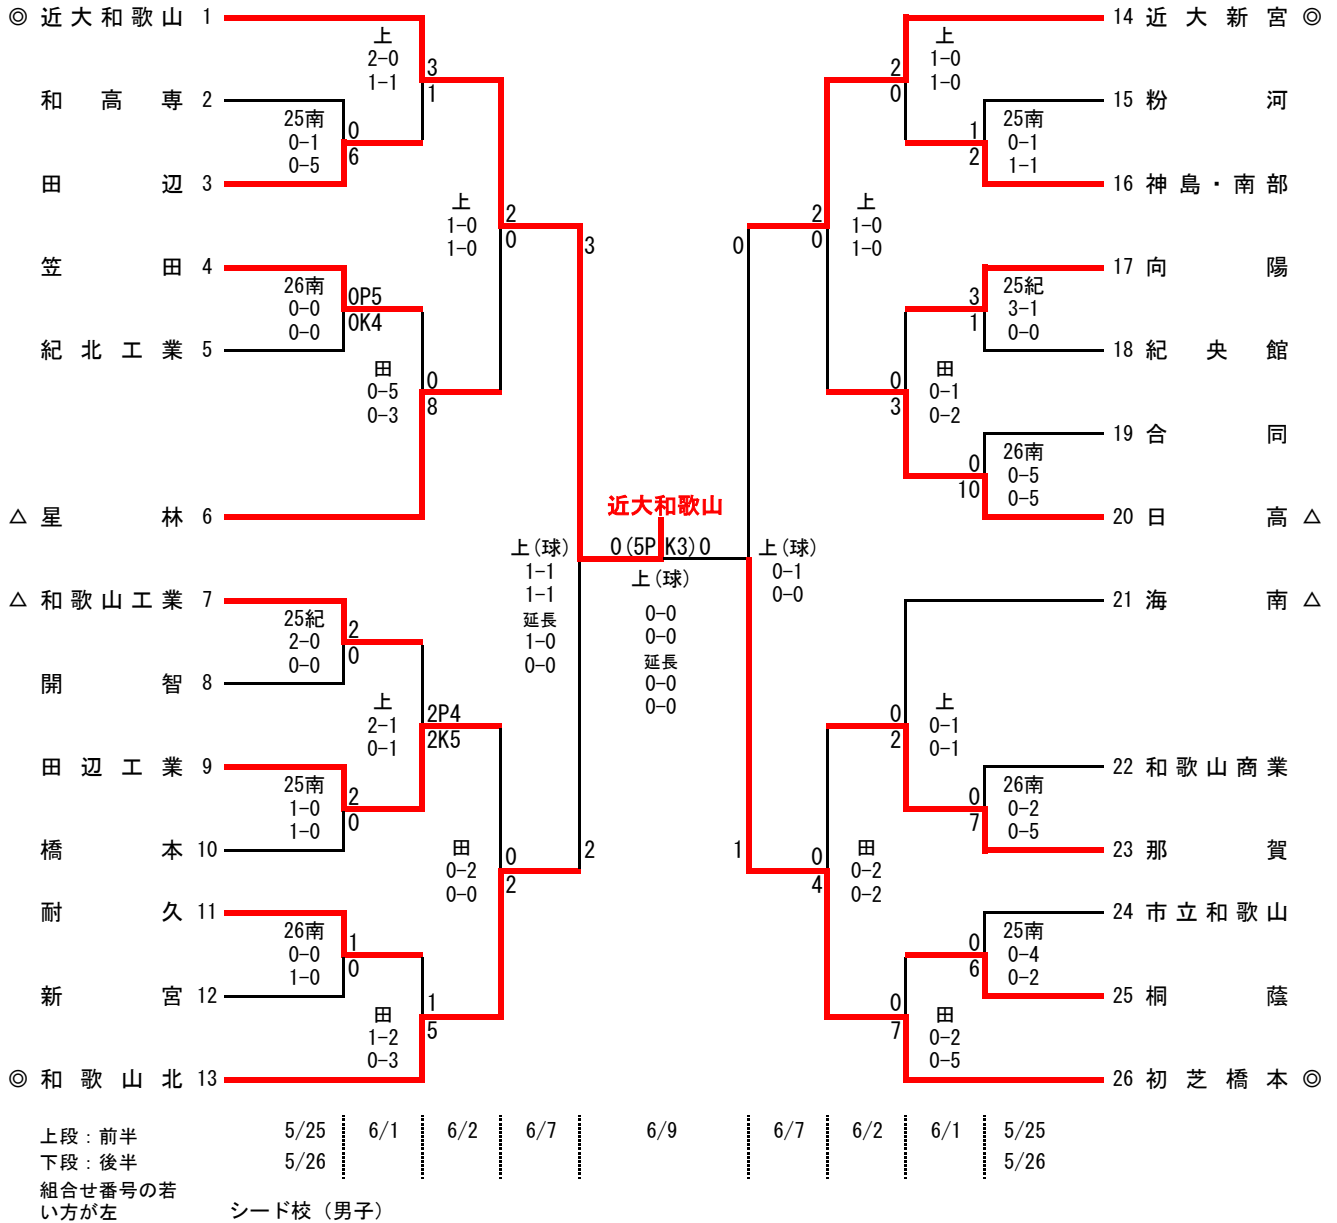 ◎ 近大和歌山 1
和高専 2
田辺 3
笠田 4
紀北工業 5
△ 星林 6
△ 和歌山工業 7
開智 8
田辺工業 9
橋本 10
耐久 11
新宮 12
◎ 和歌山北 13
25南
0-1
0-5
0
6
26南
0-0
0-0
0P5
0K4
25紀
2-0
0-0
2
0
25南
1-0
1-0
2
0
26南
0-0
1-0
1
0
上
2-0
1-1
3
1
田
0-5
0-3
0
8
上
2-1
0-1
2P4
2K5
田
1-2
0-3
1
5
上
1-0
1-0
2
0
田
0-2
0-0
0
2
3
2
上(球)
1-1
1-1
延長
1-0
0-0
近大和歌山
0(5PK3)0
上(球)
0-0
0-0
延長
0-0
0-0
上(球)
0-1
0-0
0
1
2
0
上
1-0
1-0
0
4
田
0-2
0-2
2
0
上
1-0
1-0
0
3
田
0-1
0-2
0
2
上
0-1
0-1
0
7
田
0-2
0-5
1
2
25南
0-1
1-1
3
1
25紀
3-1
0-0
0
10
26南
0-5
0-5
0
7
26南
0-2
0-5
0
6
25南
0-4
0-2
14 近大新宮 ◎
15 粉河
16 神島・南部
17 向陽
18 紀央館
19 合同
20 日高 △
21 海南 △
22 和歌山商業
23 那賀
24 市立和歌山
25 桐蔭
26 初芝橋本 ◎
5/25 6/1 6/2 6/7 6/9 6/7 6/2 6/1 5/25
5/26 5/26
上段：前半
下段：後半
組合せ番号の若
い方が左
シード校（男子）